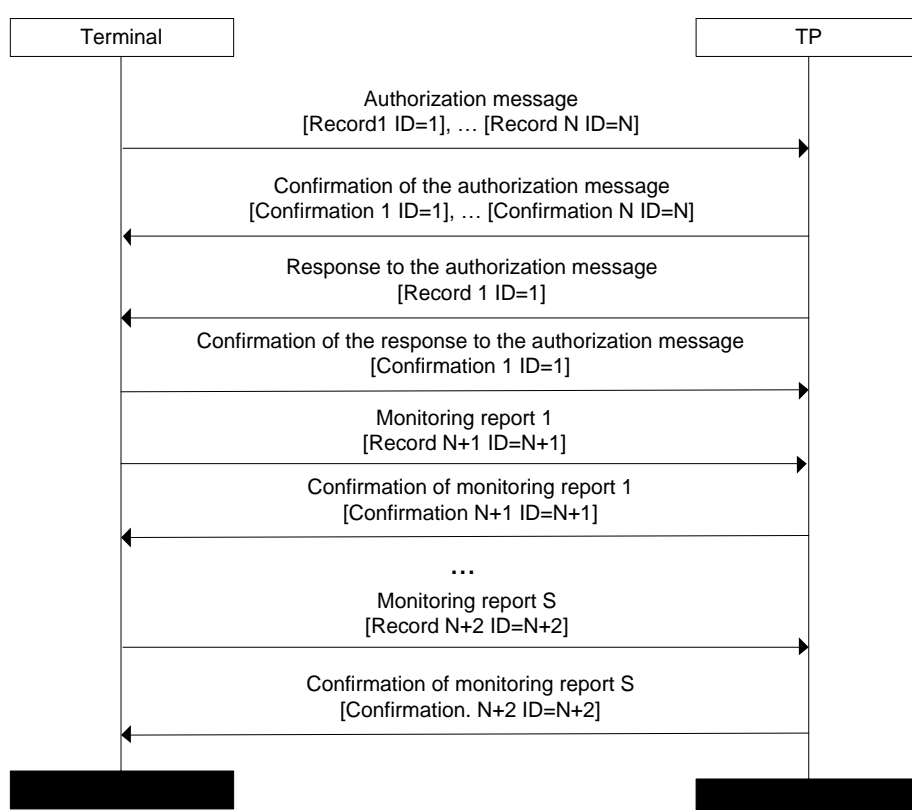 Terminal
TP
Authorization message
[Record1 ID=1], … [Record N ID=N]
Confirmation of the authorization message
[Confirmation 1 ID=1], … [Confirmation N ID=N]
Response to the authorization message
[Record 1 ID=1]
Confirmation of the response to the authorization message
[Confirmation 1 ID=1]
Monitoring report 1
[Record N+1 ID=N+1]
Confirmation of monitoring report 1
[Confirmation N+1 ID=N+1]
…
Monitoring report S
[Record N+2 ID=N+2]
Confirmation of monitoring report S
[Confirmation. N+2 ID=N+2]